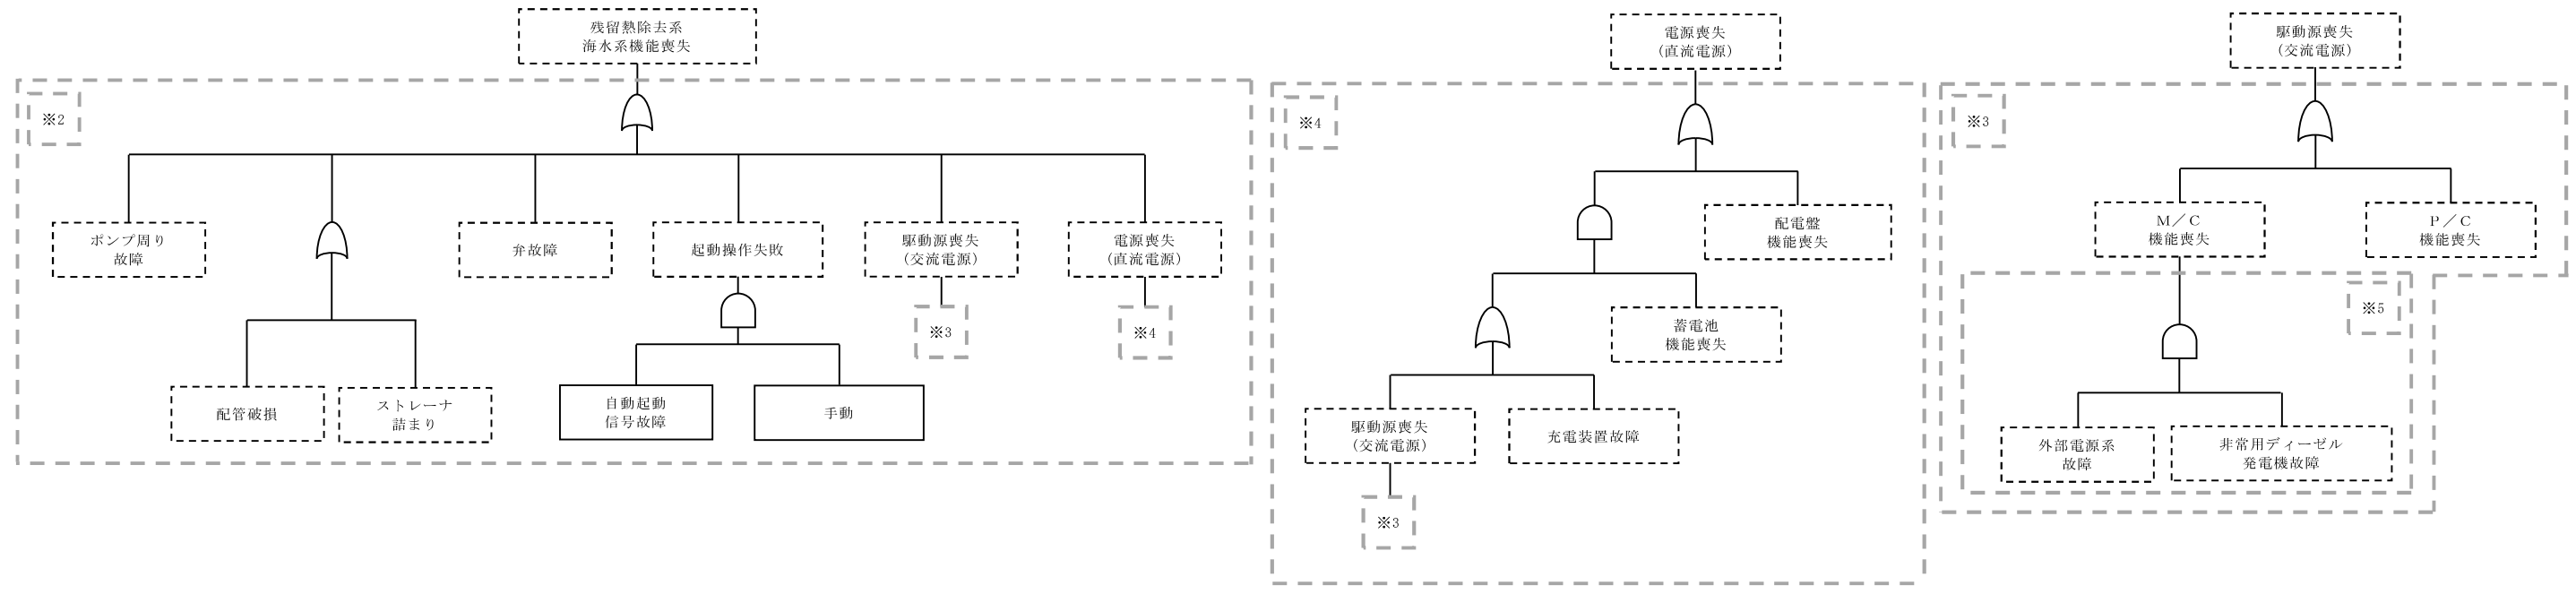 残留熱除去系
海水系機能喪失
※2
ポンプ周り
故障
弁故障
起動操作失敗
駆動源喪失
（交流電源）
電源喪失
（直流電源）
※3
※4
配管破損
ストレーナ
詰まり
自動起動
信号故障
手動
電源喪失
（直流電源）
※4
配電盤
機能喪失
蓄電池
機能喪失
駆動源喪失
（交流電源）
充電装置故障
※3
駆動源喪失
（交流電源）
※3
M／C
機能喪失
P／C
機能喪失
※5
外部電源系
故障
非常用ディーゼル
発電機故障